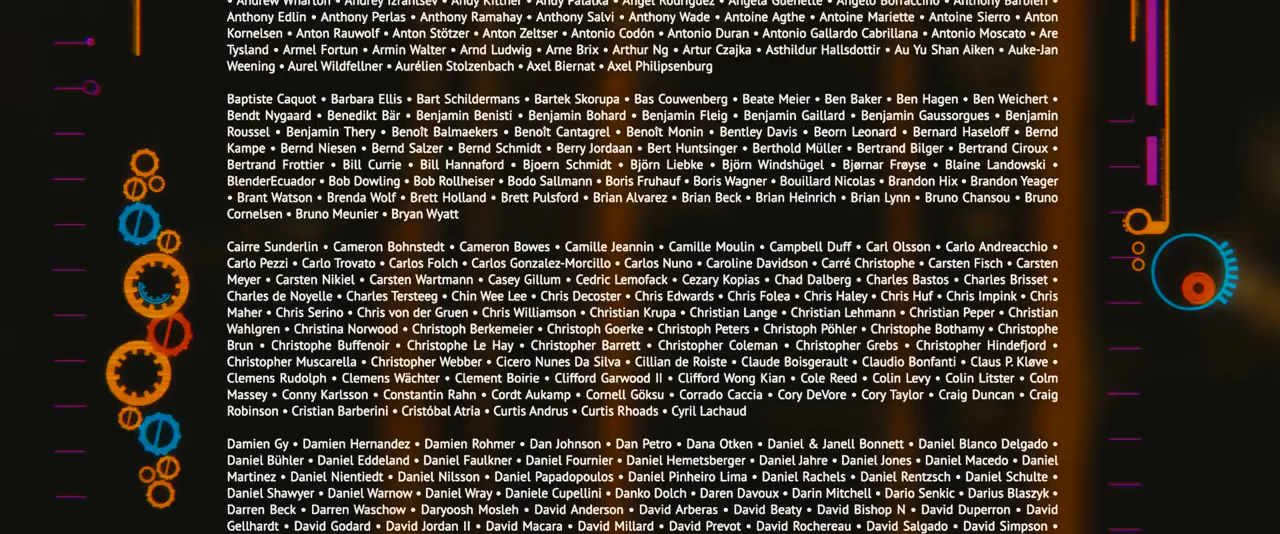 • Andrew Wharton • Andrey Izrantsev • Andy Kittner • Andy Palatka • Angel Rodriguez • Angela Guenette • Angelo Borraccino • Anthony Barbieri •
Anthony Edlin • Anthony Perlas • Anthony Ramahay • Anthony Salvi • Anthony Wade • Antoine Agthe • Antoine Mariette • Antoine Sierro • Anton
Kornelsen • Anton Rauwolf • Anton Stötzer • Anton Zeltser • Antonio Codón • Antonio Duran • Antonio Gallardo Cabrillana • Antonio Moscato • Are
Tysland • Armel Fortun • Armin Walter • Arnd Ludwig • Arne Brix • Arthur Ng • Artur Czajka • Asthildur Hallsdottir • Au Yu Shan Aiken • Auke-Jan
Weening • Aurel Wildfellner • Aurélien Stolzenbach • Axel Biernat • Axel Philipsenburg
Baptiste Caquot • Barbara Ellis • Bart Schildermans • Bartek Skorupa • Bas Couwenberg • Beate Meier • Ben Baker • Ben Hagen • Ben Weichert •
Bendt Nygaard • Benedikt Bär • Benjamin Benisti • Benjamin Bohard • Benjamin Fleig • Benjamin Gaillard • Benjamin Gaussorgues • Benjamin
Roussel • Benjamin Thery • Benoît Balmaekers • Benoît Cantagrel • Benoît Monin • Bentley Davis • Beorn Leonard • Bernard Haseloff • Bernd
Kampe • Bernd Niesen • Bernd Salzer • Bernd Schmidt • Berry Jordaan • Bert Huntsinger • Berthold Müller • Bertrand Bilger • Bertrand Ciroux •
Bertrand Frottier • Bill Currie • Bill Hannaford • Bjoern Schmidt • Björn Liebke • Björn Windshügel • Bjørnar Frøyse • Blaine Landowski •
BlenderEcuador • Bob Dowling • Bob Rollheiser • Bodo Sallmann • Boris Fruhauf • Boris Wagner • Bouillard Nicolas • Brandon Hix • Brandon Yeager
• Brant Watson • Brenda Wolf • Brett Holland • Brett Pulsford • Brian Alvarez • Brian Beck • Brian Heinrich • Brian Lynn • Bruno Chansou • Bruno
Cornelsen • Bruno Meunier • Bryan Wyatt
Cairre Sunderlin • Cameron Bohnstedt • Cameron Bowes • Camille Jeannin • Camille Moulin • Campbell Duff • Carl Olsson • Carlo Andreacchio •
Carlo Pezzi • Carlo Trovato • Carlos Folch • Carlos Gonzalez-Morcillo • Carlos Nuno • Caroline Davidson • Carré Christophe • Carsten Fisch • Carsten
Meyer • Carsten Nikiel • Carsten Wartmann • Casey Gillum • Cedric Lemofack • Cezary Kopias • Chad Dalberg • Charles Bastos • Charles Brisset •
Charles de Noyelle • Charles Tersteeg • Chin Wee Lee • Chris Decoster • Chris Edwards • Chris Folea • Chris Haley • Chris Huf • Chris Impink • Chris
Maher • Chris Serino • Chris von der Gruen • Chris Williamson • Christian Krupa • Christian Lange • Christian Lehmann • Christian Peper • Christian
Wahlgren • Christina Norwood • Christoph Berkemeier • Christoph Goerke • Christoph Peters • Christoph Pöhler • Christophe Bothamy • Christophe
Brun • Christophe Buffenoir • Christophe Le Hay • Christopher Barrett • Christopher Coleman • Christopher Grebs • Christopher Hindefjord •
Christopher Muscarella • Christopher Webber • Cicero Nunes Da Silva • Cillian de Roiste • Claude Boisgerault • Claudio Bonfanti • Claus P. Kløve •
Clemens Rudolph • Clemens Wächter • Clement Boirie • Clifford Garwood II • Clifford Wong Kian • Cole Reed • Colin Levy • Colin Litster • Colm
Massey • Conny Karlsson • Constantin Rahn • Cordt Aukamp • Cornell Göksu • Corrado Caccia • Cory DeVore • Cory Taylor • Craig Duncan • Craig
Robinson • Cristian Barberini • Cristóbal Atria • Curtis Andrus • Curtis Rhoads • Cyril Lachaud
Damien Gy • Damien Hernandez • Damien Rohmer • Dan Johnson • Dan Petro • Dana Otken • Daniel & Janell Bonnett • Daniel Blanco Delgado •
Daniel Bühler • Daniel Eddeland • Daniel Faulkner • Daniel Fournier • Daniel Hemetsberger • Daniel Jahre • Daniel Jones • Daniel Macedo • Daniel
Martinez • Daniel Nientiedt • Daniel Nilsson • Daniel Papadopoulos • Daniel Pinheiro Lima • Daniel Rachels • Daniel Rentzsch • Daniel Schulte •
Daniel Shawyer • Daniel Warnow • Daniel Wray • Daniele Cupellini • Danko Dolch • Daren Davoux • Darin Mitchell • Dario Senkic • Darius Blaszyk •
Darren Beck • Darren Waschow • Daryoosh Mosleh • David Anderson • David Arberas • David Beaty • David Bishop N • David Duperron • David
Gellhardt • David Godard • David Jordan II • David Macara • David Millard • David Prevot • David Rochereau • David Salgado • David Simpson •